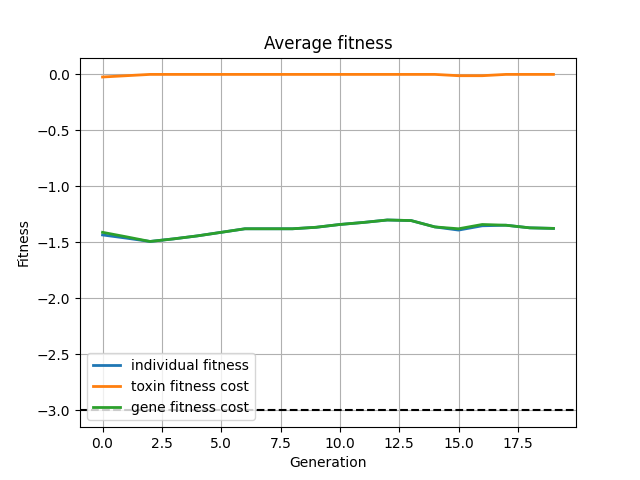 Average fitness
Fitness
0.0
−0.5
−1.0
−1.5
−2.0
−2.5
−3.0
individual fitness
toxin fitness cost
gene fitness cost
0.0 2.5 5.0 7.5 10.0 12.5 15.0 17.5
Generation